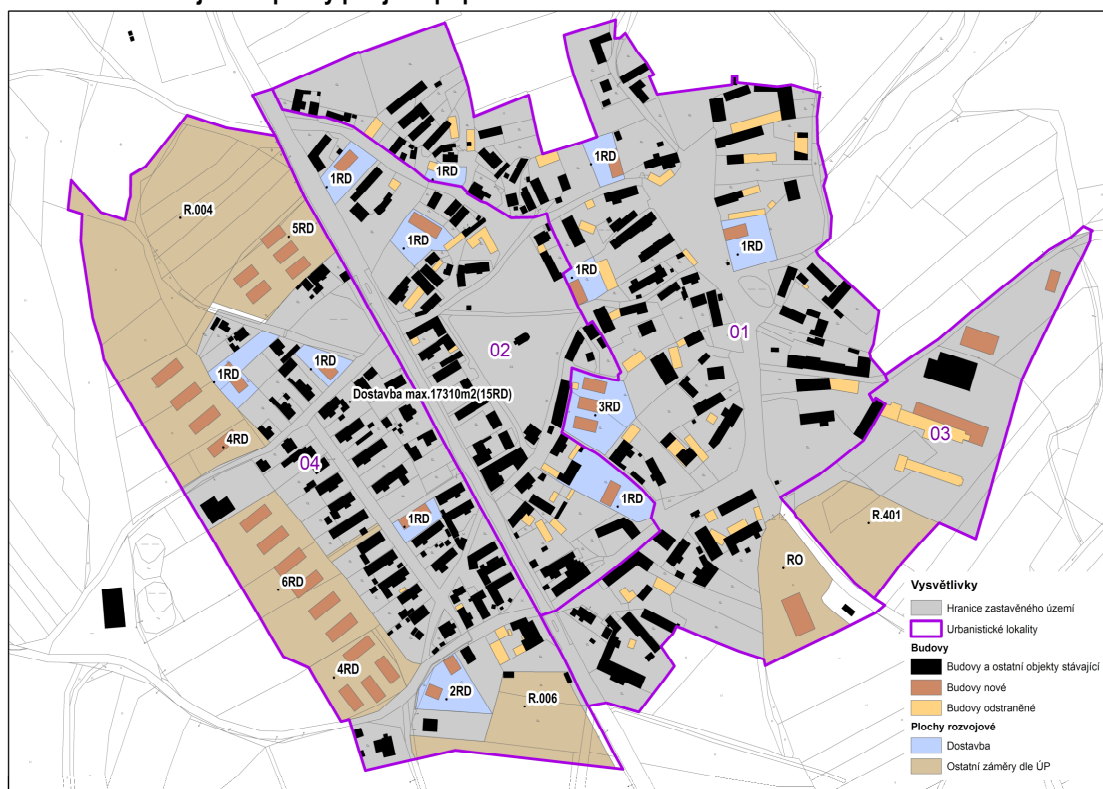 1RD
1RD
1RD
R.004
5RD
1RD
1RD
1RD
01
02
1RD
1RD
Dostavba max.17310m2(15RD)
3RD
4RD
03
04
1RD
1RD
R.401
RO
6RD
4RD
2RD
R.006
Vysvětlivky
Hranice zastavěného území
Urbanistické lokality
Budovy
Budovy a ostatní objekty stávající
Budovy nové
Budovy odstraněné
Plochy rozvojové
Dostavba
Ostatní záměry dle ÚP